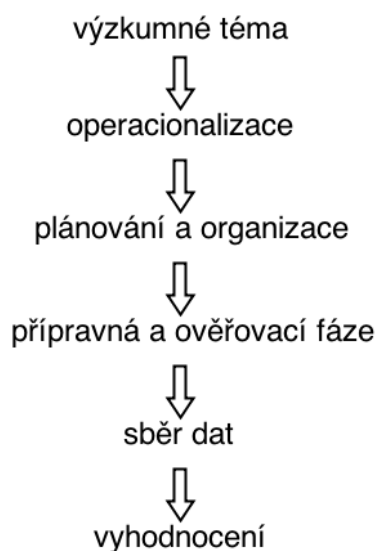 výzkumné téma
operacionalizace
plánování a organizace
přípravná a ověřovací fáze
sběr dat
vyhodnocení